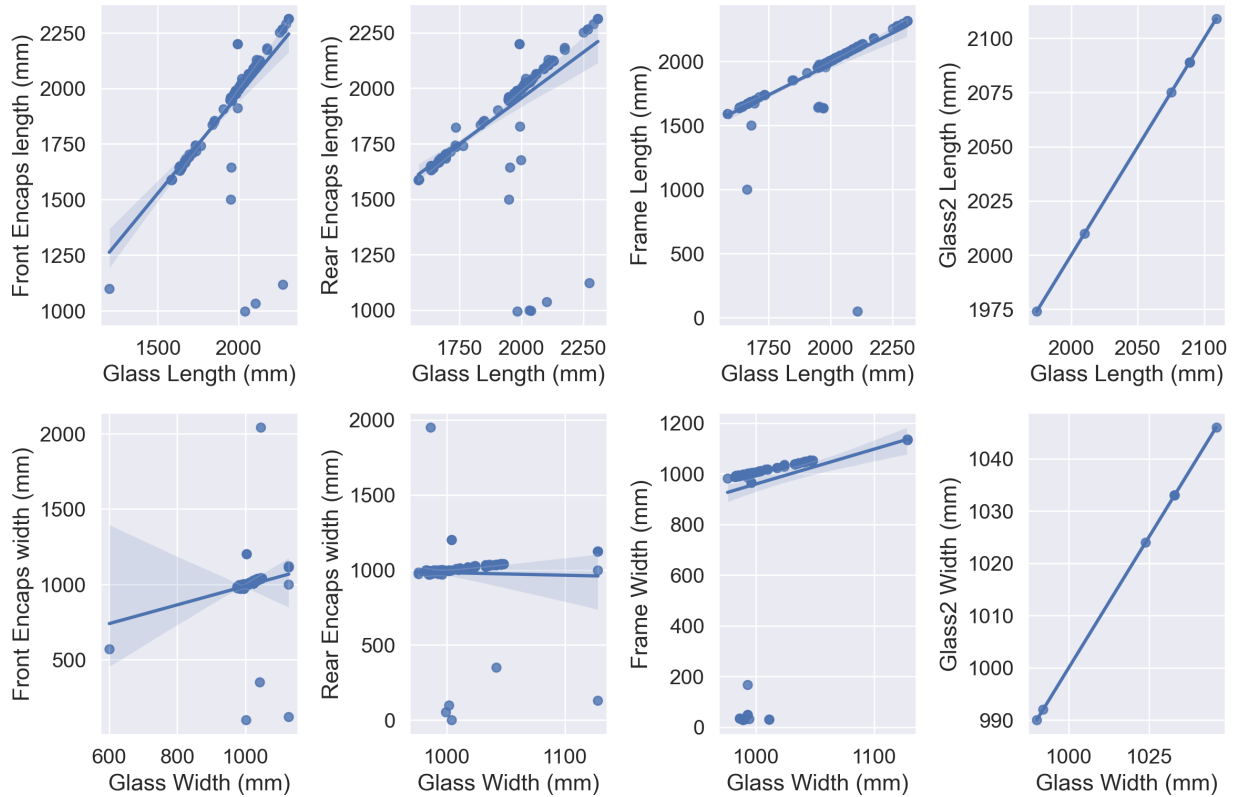 Front Encaps length (mm)
2250
2000
1750
1500
1250
1000
1500 2000
Glass Length (mm)
Rear Encaps length (mm)
2250
2000
1750
1500
1250
1000
1750 2000 2250
Glass Length (mm)
Frame Length (mm)
2000
1500
1000
500
0
1750 2000 2250
Glass Length (mm)
Glass2 Length (mm)
2100
2075
2050
2025
2000
1975
2000 2050 2100
Glass Length (mm)
Front Encaps width (mm)
2000
1500
1000
500
600 800 1000
Glass Width (mm)
Rear Encaps width (mm)
2000
1500
1000
500
0
1000 1100
Glass Width (mm)
Frame Width (mm)
1200
1000
800
600
400
200
0
1000 1100
Glass Width (mm)
Glass2 Width (mm)
1040
1030
1020
1010
1000
990
1000 1025
Glass Width (mm)